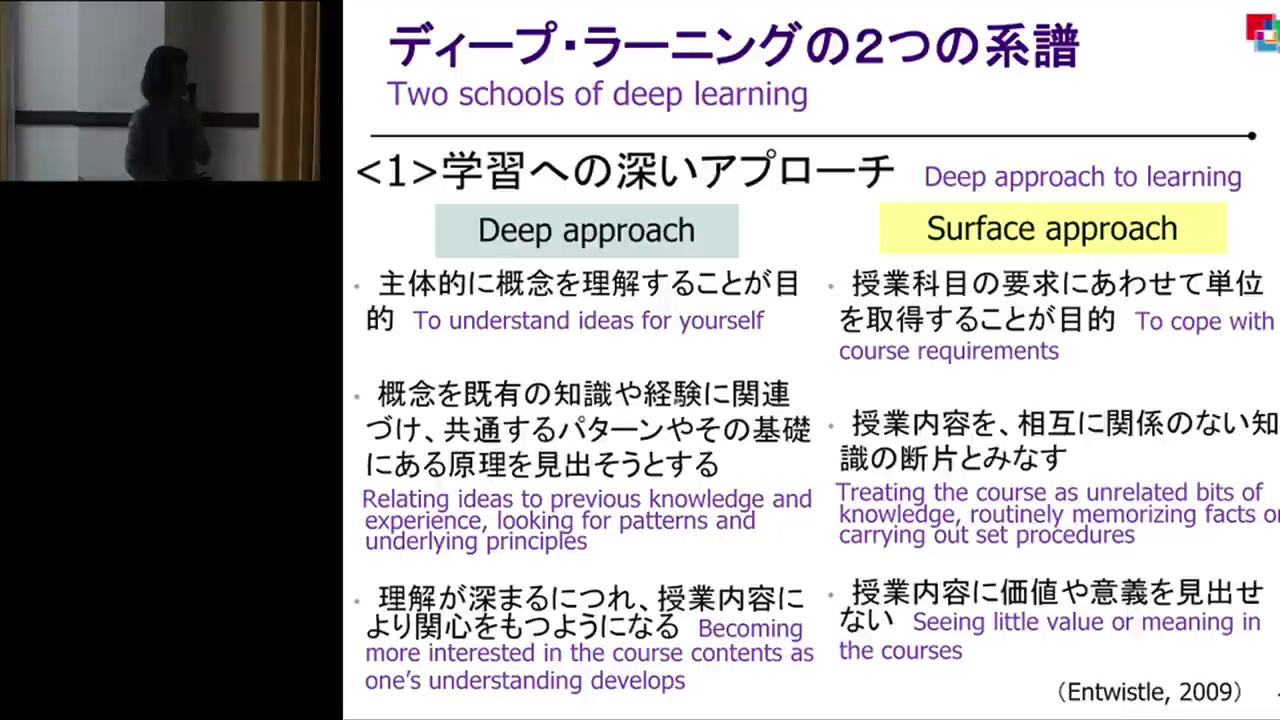 ディープ・ラーニングの2つの系譜
Two schools of deep learning
<1>学習への深いアプローチ Deep approach to learning
Deep approach
・ 主体的に概念を理解することが目
的 To understand ideas for yourself
・ 概念を既有の知識や経験に関連
づけ、共通するパターンやその基礎
にある原理を見出そうとする
Relating ideas to previous knowledge and
experience, looking for patterns and
underlying principles
・ 理解が深まるにつれ、授業内容に
より関心をもつようになる Becoming
more interested in the course contents as
one's understanding develops
Surface approach
・ 授業科目の要求にあわせて単位
を取得することが目的 To cope with
course requirements
・ 授業内容を、相互に関係のない知
識の断片とみなす
Treating the course as unrelated bits of
knowledge, routinely memorizing facts or
carrying out set procedures
・ 授業内容に価値や意義を見出せ
ない Seeing little value or meaning in
the courses
（Entwistle, 2009）